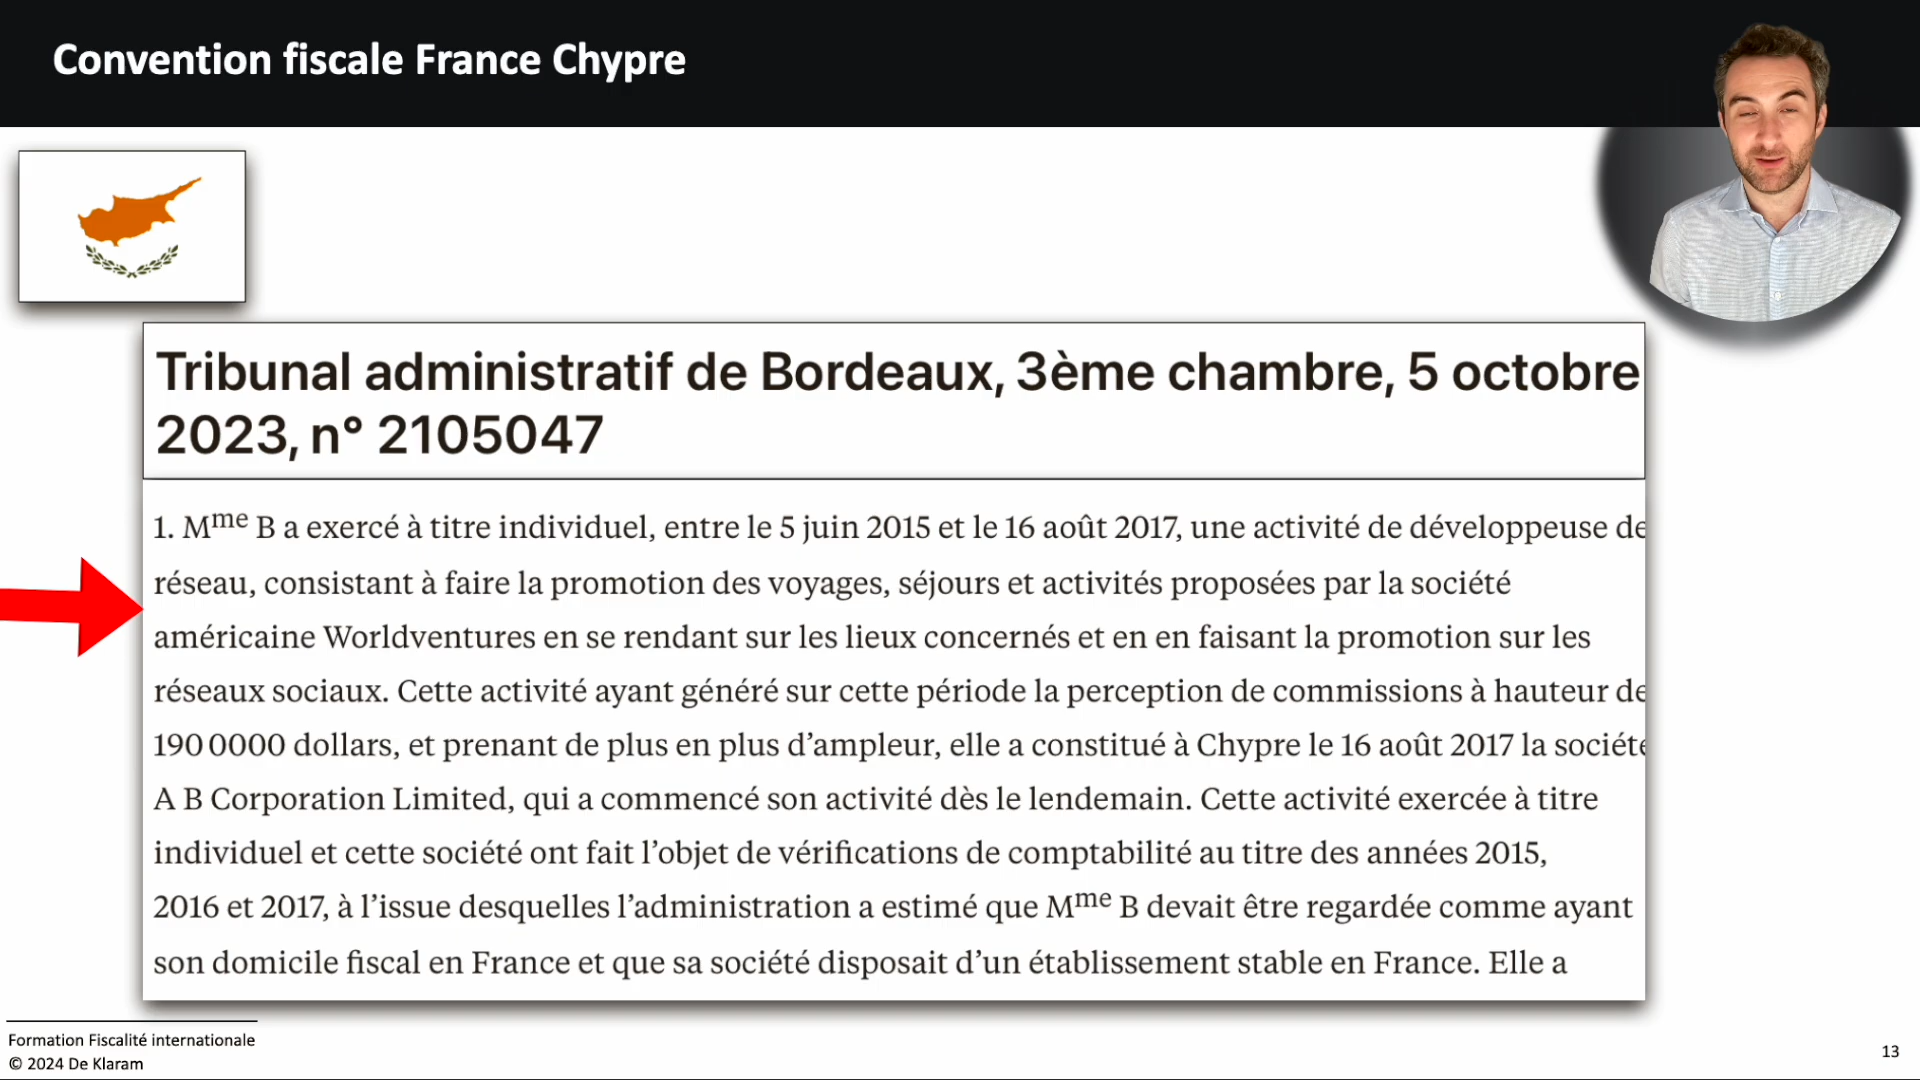 Convention fiscale France Chypre
Tribunal administratif de Bordeaux, 3ème chambre, 5 octobre
2023, n° 2105047
1. Mme B a exercé à titre individuel, entre le 5 juin 2015 et le 16 août 2017, une activité de développeuse de
réseau, consistant à faire la promotion des voyages, séjours et activités proposées par la société
américaine Worldventures en se rendant sur les lieux concernés et en en faisant la promotion sur les
réseaux sociaux. Cette activité ayant généré sur cette période la perception de commissions à hauteur de
190 0000 dollars, et prenant de plus en plus d’ampleur, elle a constitué à Chypre le 16 août 2017 la société
A B Corporation Limited, qui a commencé son activité dès le lendemain. Cette activité exercée à titre
individuel et cette société ont fait l’objet de vérifications de comptabilité au titre des années 2015,
2016 et 2017, à l’issue desquelles l’administration a estimé que Mme B devait être regardée comme ayant
son domicile fiscal en France et que sa société disposait d’un établissement stable en France. Elle a
Formation Fiscalité internationale
© 2024 De Klaram
13